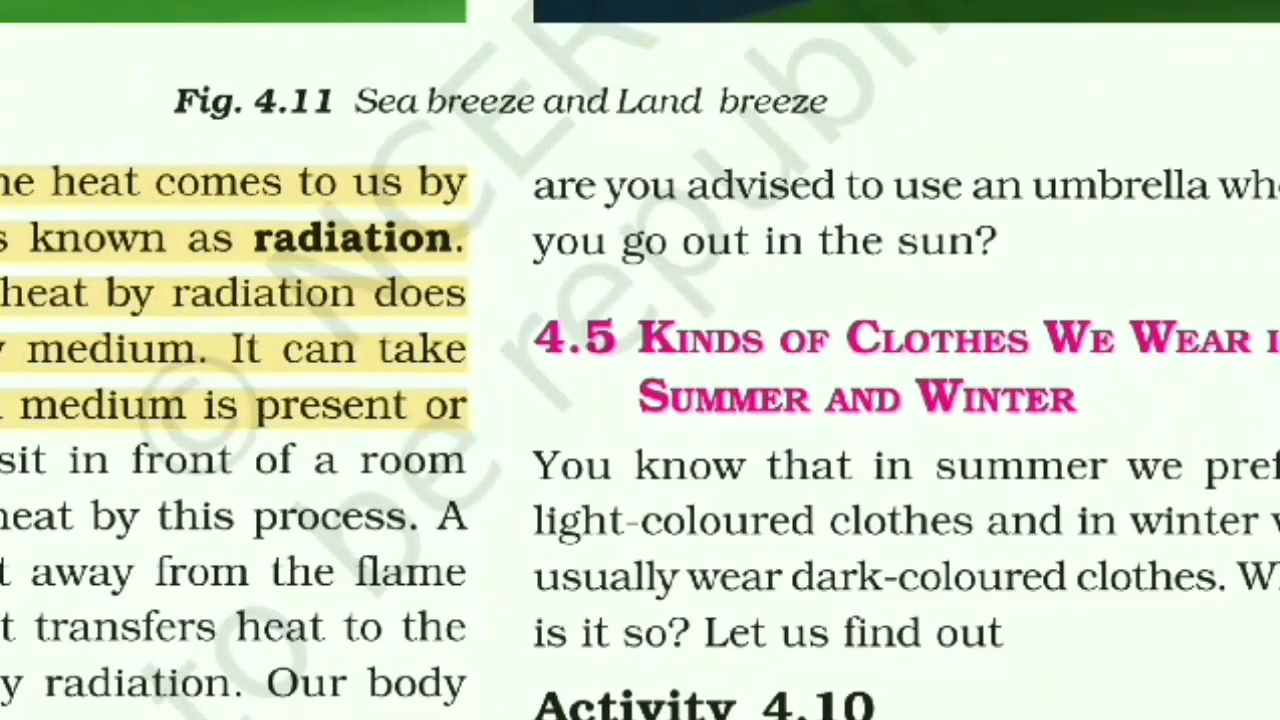 Fig. 4.11 Sea breeze and Land breeze
heat comes to us by
known as radiation.
heat by radiation does
medium. It can take
medium is present or
sit in front of a room
heat by this process. A
away from the flame
transfers heat to the
radiation. Our body
are you advised to use an umbrella
you go out in the sun?
4.5 KINDS OF CLOTHES WE WEAR
SUMMER AND WINTER
You know that in summer we
light-coloured clothes and in winter
usually wear dark-coloured clothes.
is it so? Let us find out
Activity 4.10
© NCER
to be republi